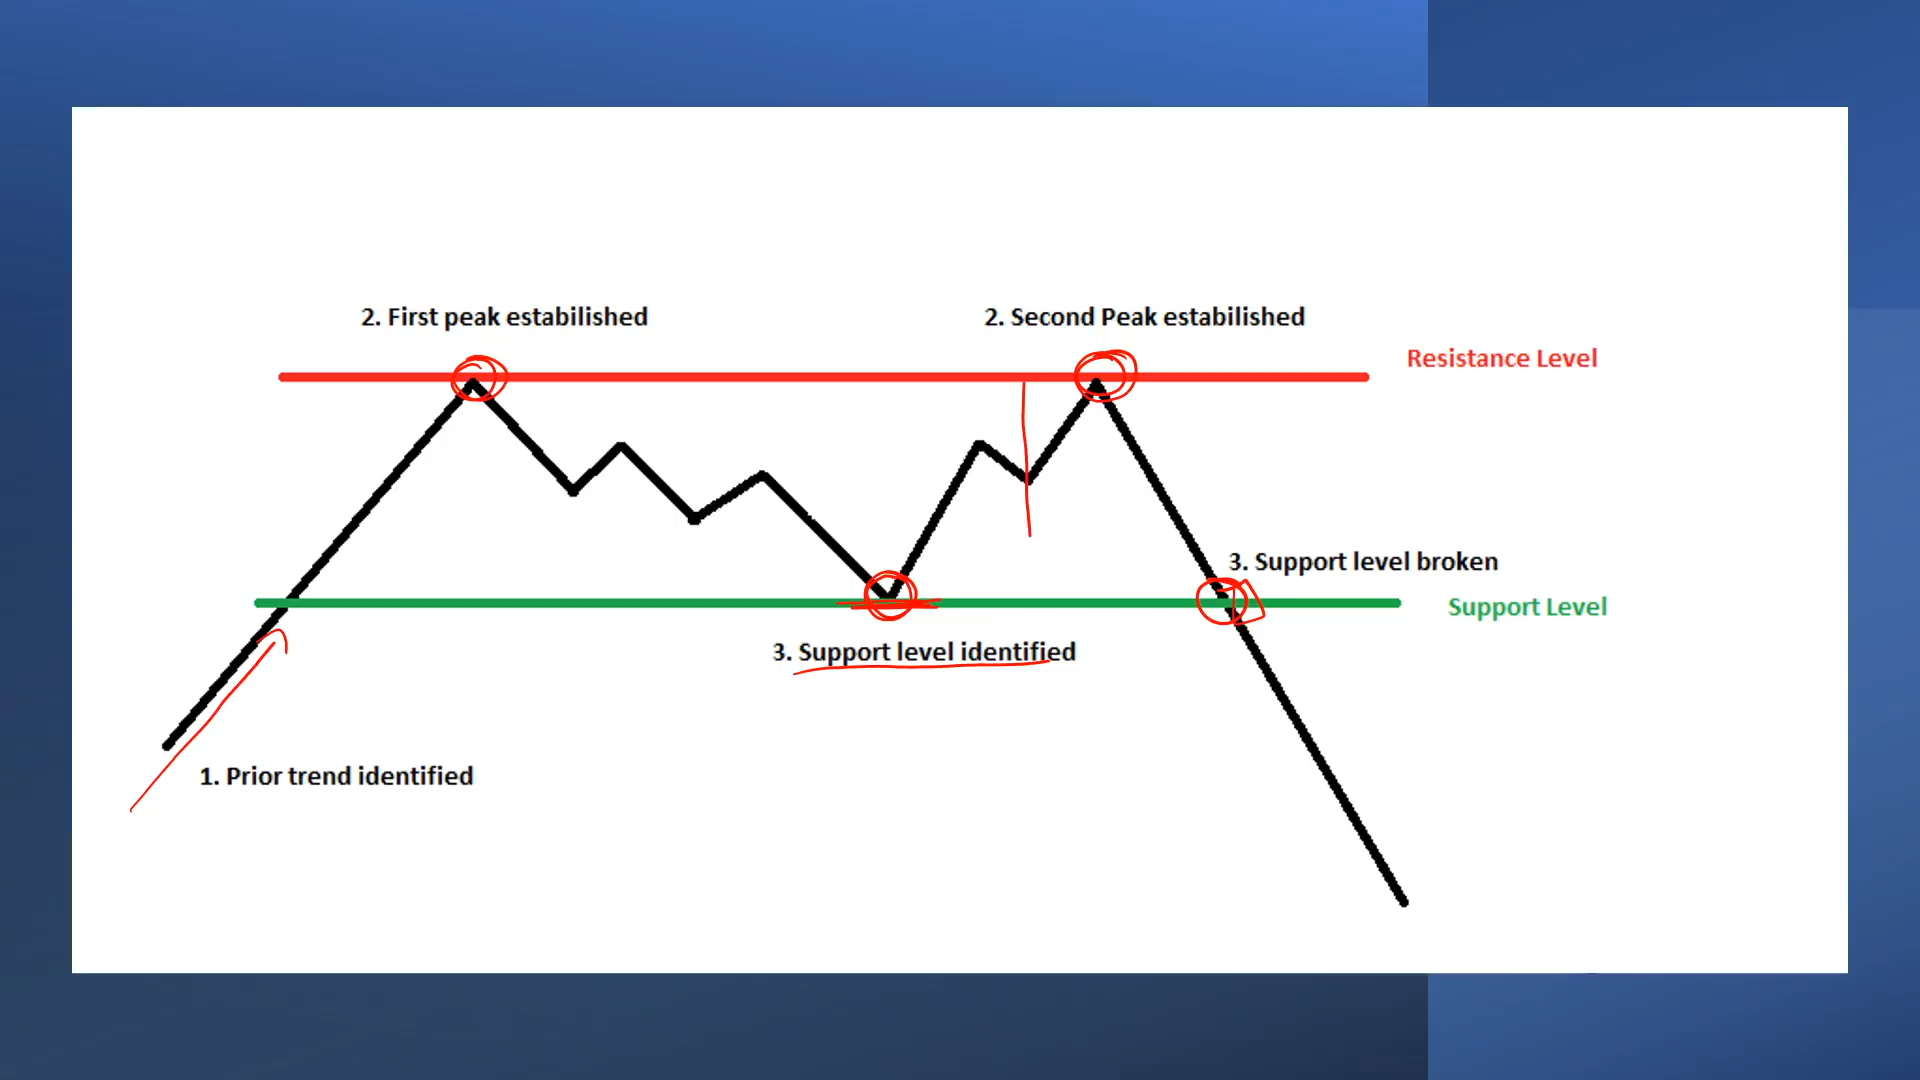 2. First peak estabilished
2. Second Peak estabilished
Resistance Level
3. Support level broken
Support Level
3. Support level identified
1. Prior trend identified